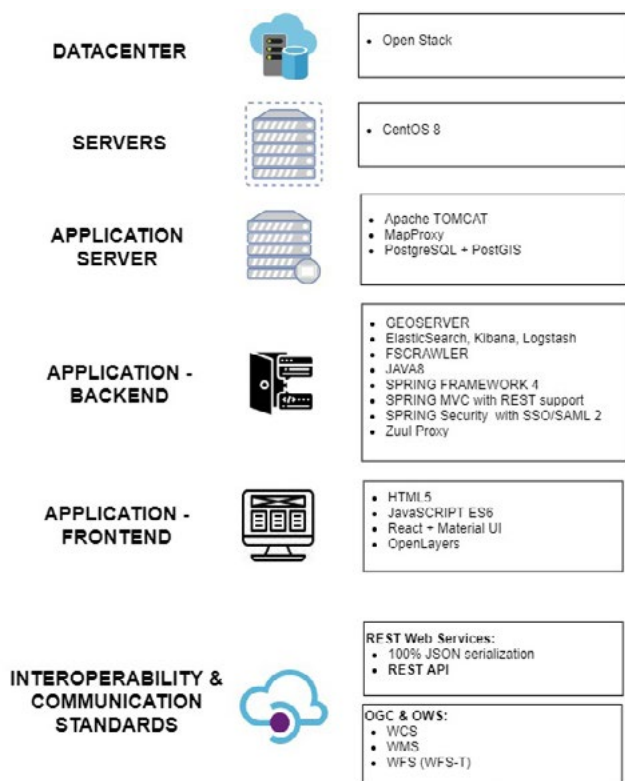 DATACENTER
• Open Stack
SERVERS
• CentOS 8
APPLICATION
SERVER
• Apache TOMCAT
• MapProxy
• PostgreSQL + PostGIS
APPLICATION -
BACKEND
• GEOSERVER
• ElasticSearch, Kibana, Logstash
• FSCRAWLER
• JAVA8
• SPRING FRAMEWORK 4
• SPRING MVC with REST support
• SPRING Security with SSO/SAML 2
• Zuul Proxy
APPLICATION -
FRONTEND
• HTML5
• JavaSCRIPT ES6
• React + Material UI
• OpenLayers
INTEROPERABILITY &
COMMUNICATION
STANDARDS
REST Web Services:
• 100% JSON serialization
• REST API
OGC & OWS:
• WCS
• WMS
• WFS (WFS-T)